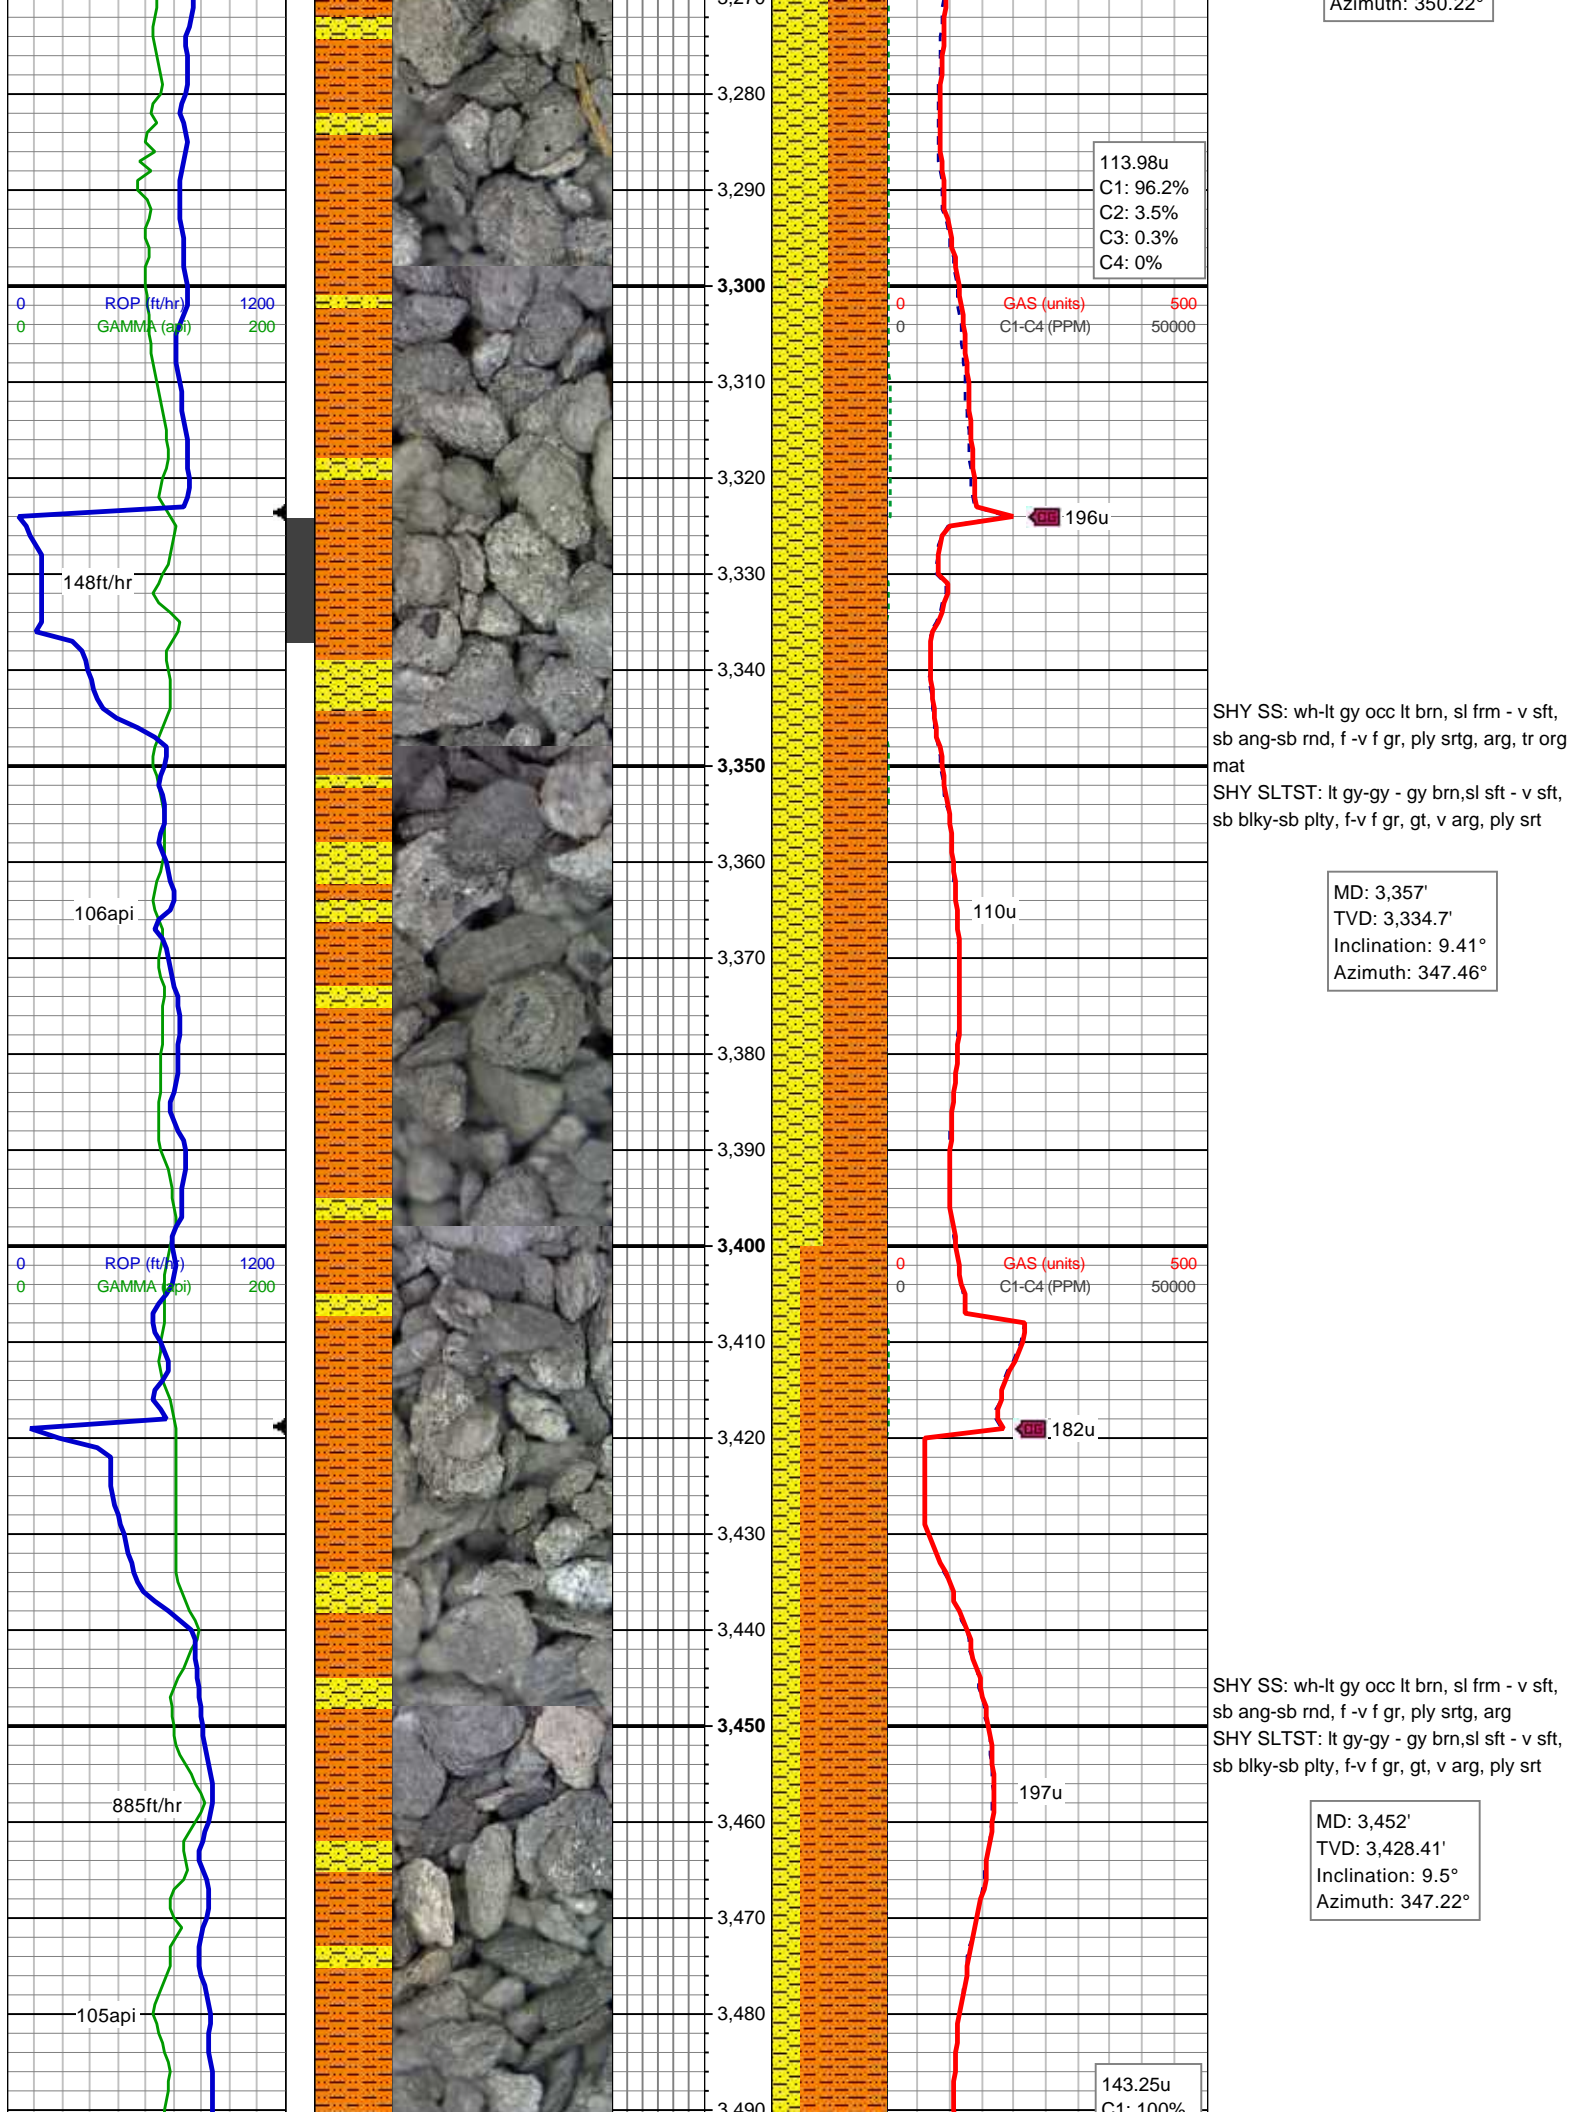 3,270
Azimuth: 350.22°
3,280
113.98u
C1: 96.2%
C2: 3.5%
C3: 0.3%
C4: 0%
3,290
3,300
0 ROP (ft/hr) 1200
0 GAMMA (api) 200
0 GAS (units) 500
0 C1-C4 (PPM) 50000
3,310
3,320
CG 196u
148ft/hr
3,330
3,340
SHY SS: wh-lt gy occ lt brn, sl frm - v sft,
sb ang-sb rnd, f -v f gr, ply srtg, arg, tr org
mat
SHY SLTST: lt gy-gy - gy brn,sl sft - v sft,
sb blky-sb plty, f-v f gr, gt, v arg, ply srt
3,350
3,360
106api
110u
MD: 3,357'
TVD: 3,334.7'
Inclination: 9.41°
Azimuth: 347.46°
3,370
3,380
3,390
3,400
0 ROP (ft/hr) 1200
0 GAMMA (api) 200
0 GAS (units) 500
0 C1-C4 (PPM) 50000
3,410
3,420
CG 182u
3,430
3,440
SHY SS: wh-lt gy occ lt brn, sl frm - v sft,
sb ang-sb rnd, f -v f gr, ply srtg, arg
SHY SLTST: lt gy-gy - gy brn,sl sft - v sft,
sb blky-sb plty, f-v f gr, gt, v arg, ply srt
3,450
885ft/hr
197u
3,460
MD: 3,452'
TVD: 3,428.41'
Inclination: 9.5°
Azimuth: 347.22°
3,470
3,480
105api
143.25u
C1: 100%
3,490